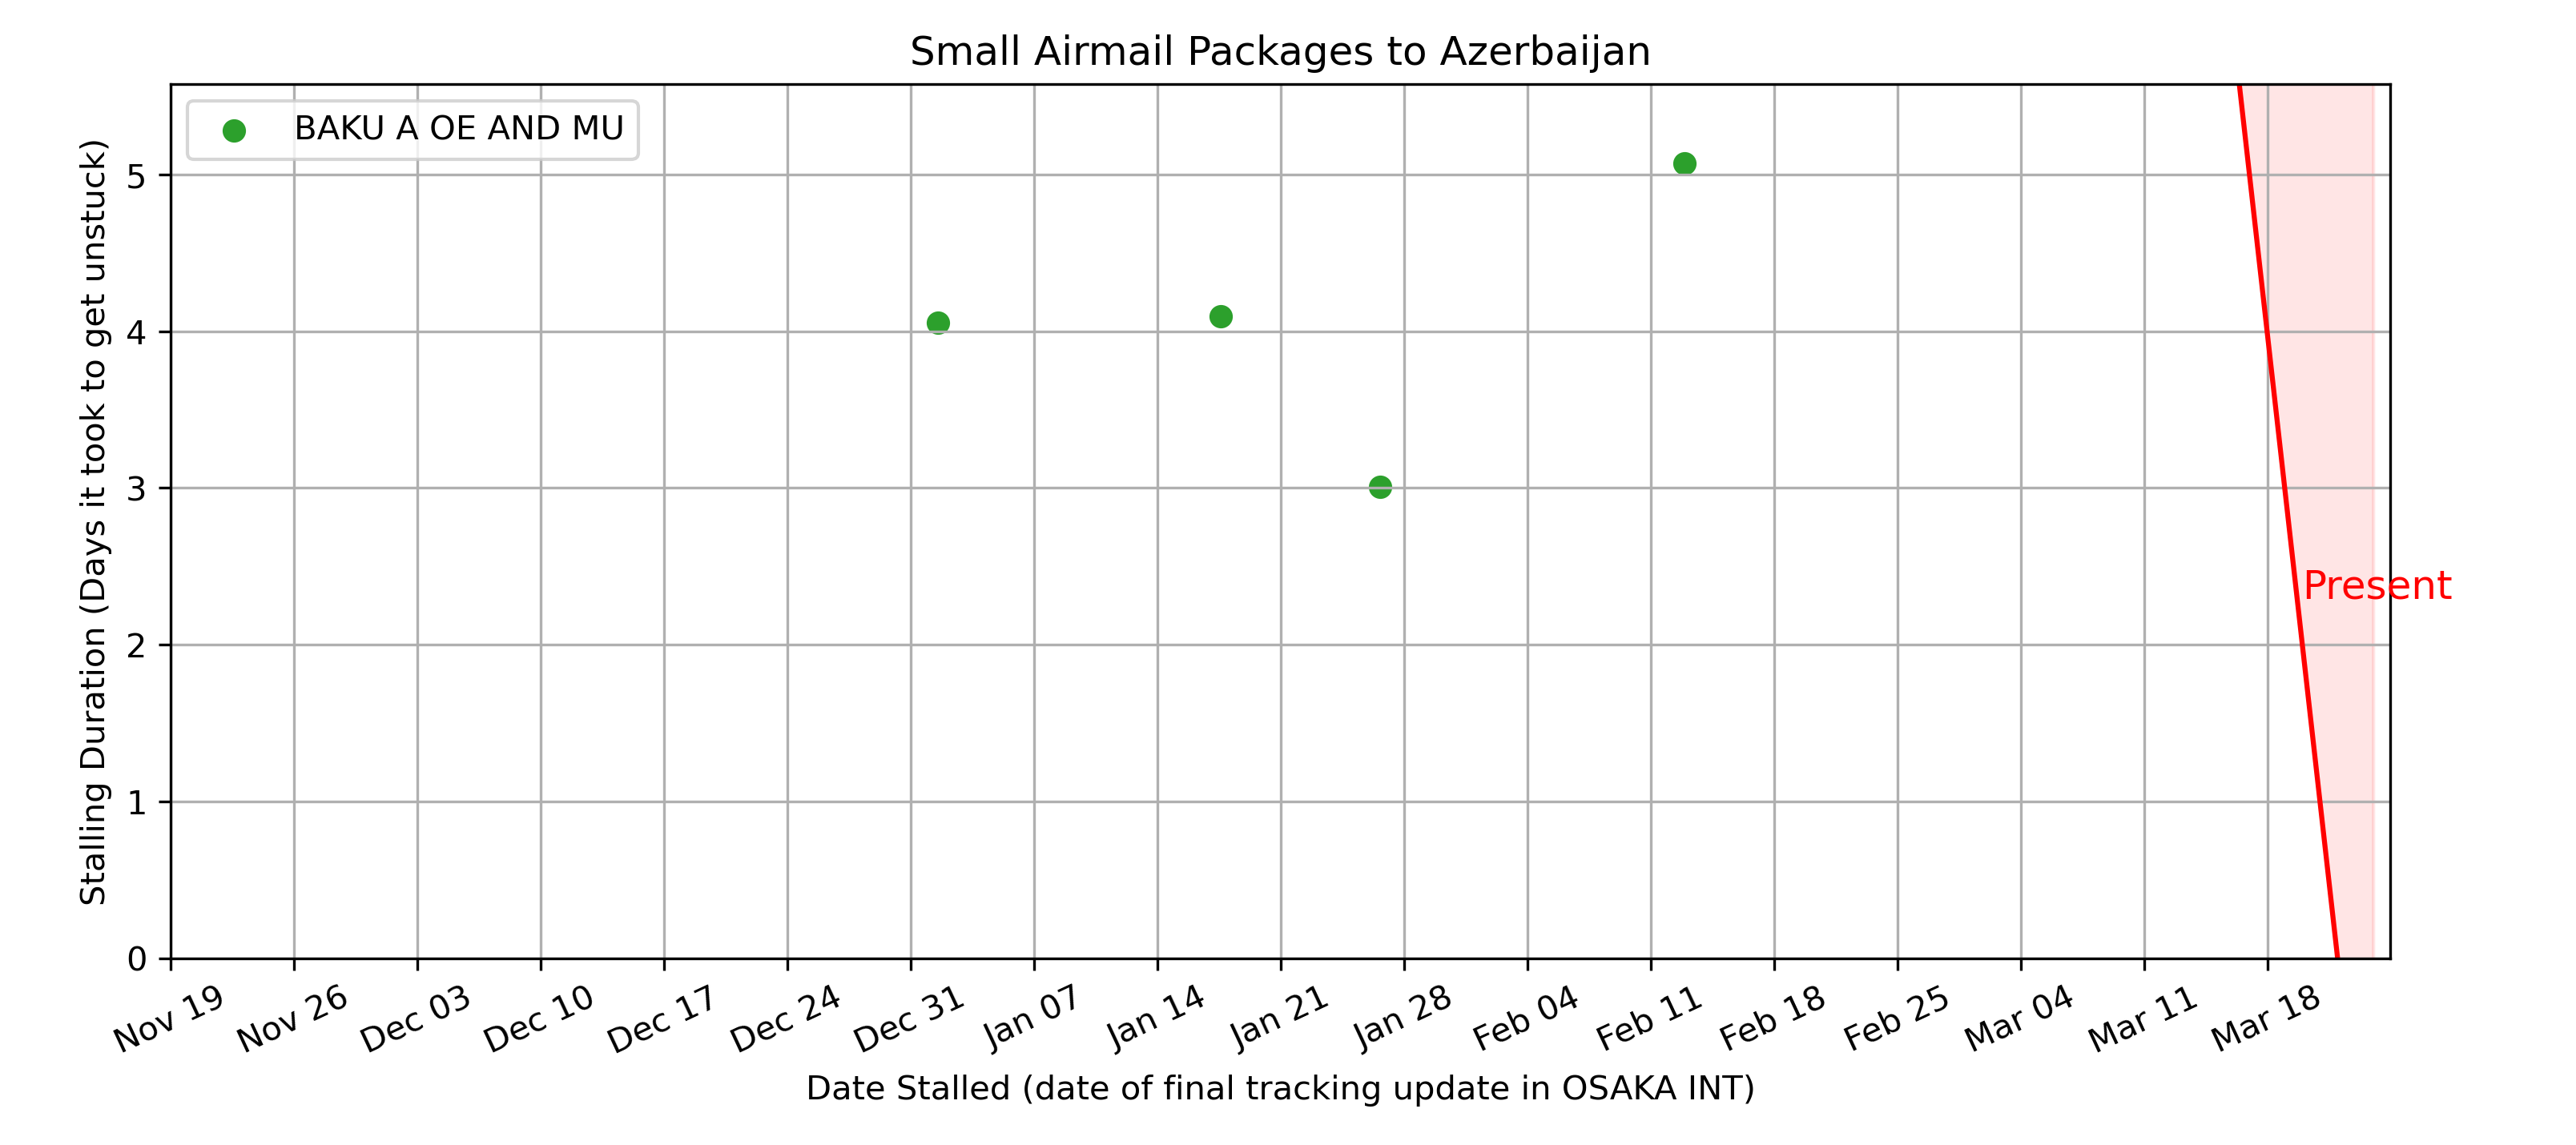 Small Airmail Packages to Azerbaijan
BAKU A OE AND MU
Stalling Duration (Days it took to get unstuck)
5
4
3
2
1
0
Present
Nov 19
Nov 26
Dec 03
Dec 10
Dec 17
Dec 24
Dec 31
Jan 07
Jan 14
Jan 21
Jan 28
Feb 04
Feb 11
Feb 18
Feb 25
Mar 04
Mar 11
Mar 18
Date Stalled (date of final tracking update in OSAKA INT)